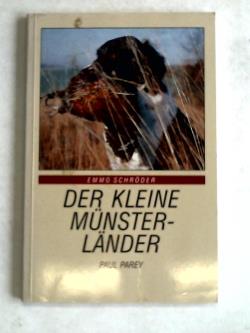 EMMO SCHRÖDER
DER KLEINE
MÜNSTER-
LÄNDER
PAUL PAREY